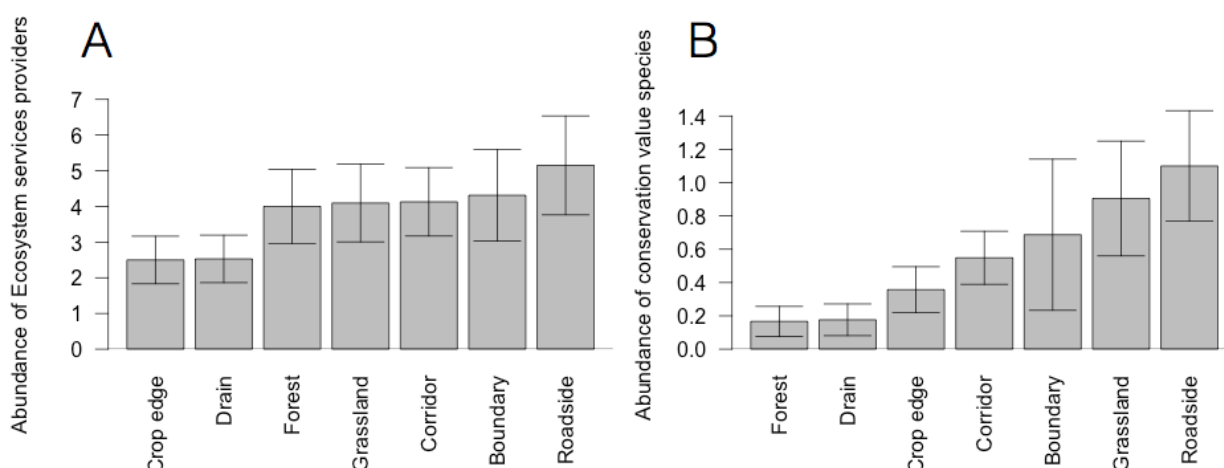 A
Abundance of Ecosystem services providers
7
6
5
4
3
2
1
0
Crop edge
Drain
Forest
Grassland
Corridor
Boundary
Roadside
B
Abundance of conservation value species
1.4
1.2
1.0
0.8
0.6
0.4
0.2
0.0
Forest
Drain
Crop edge
Corridor
Boundary
Grassland
Roadside